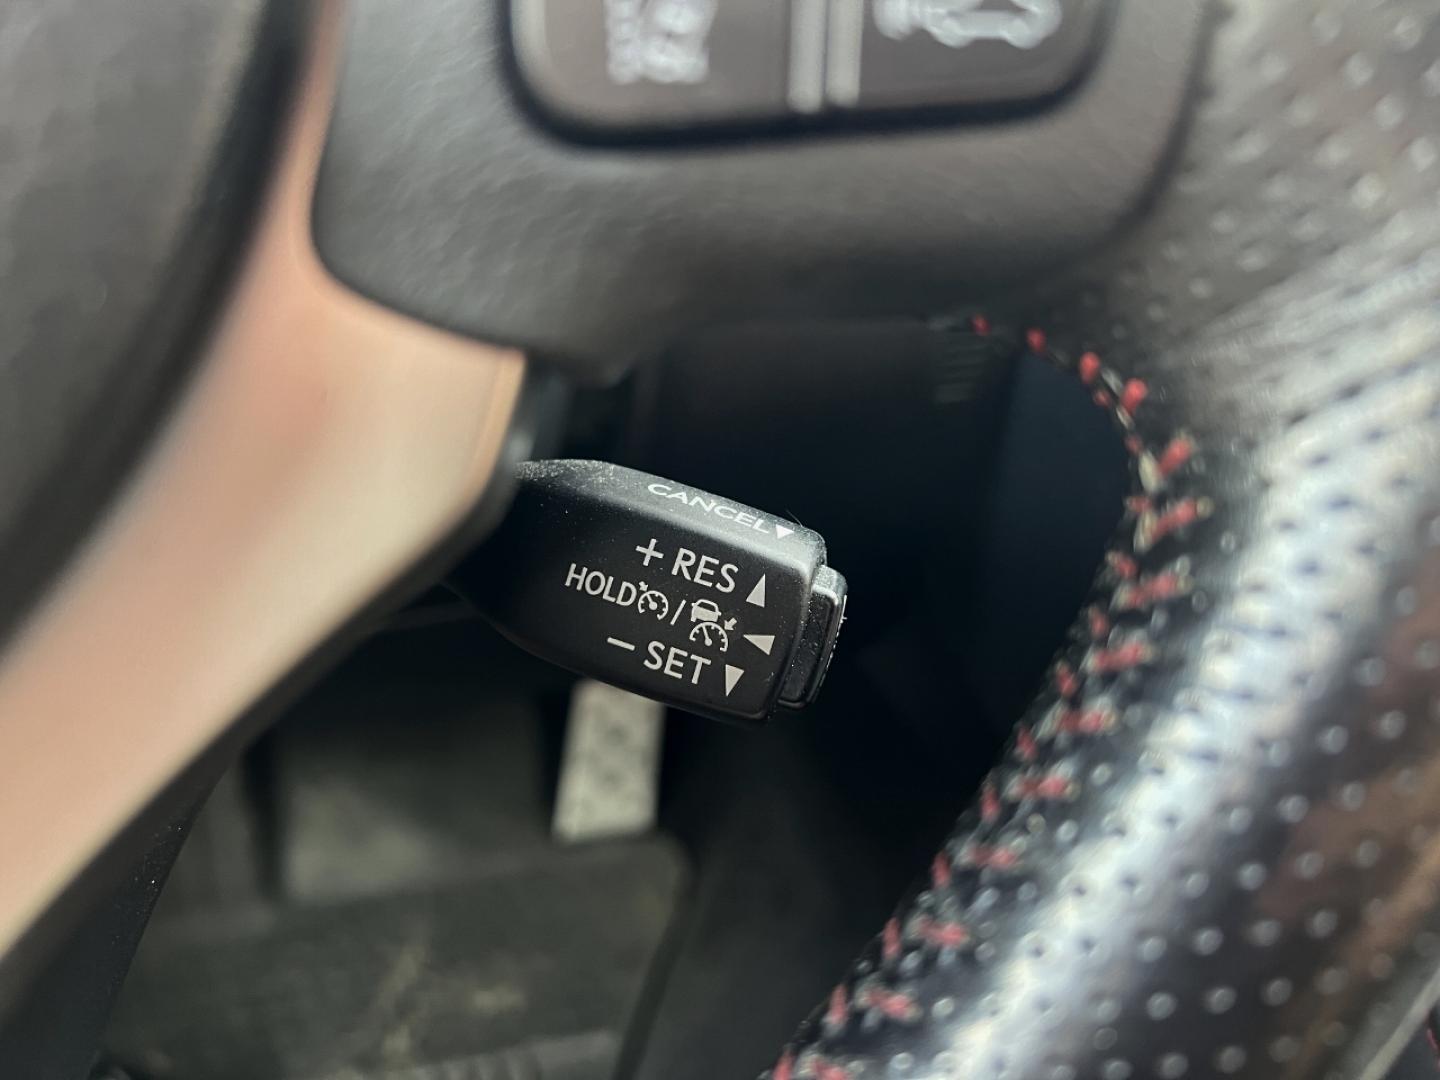 CANCEL▼
+ RES ▲
HOLD / ◀
− SET ▼